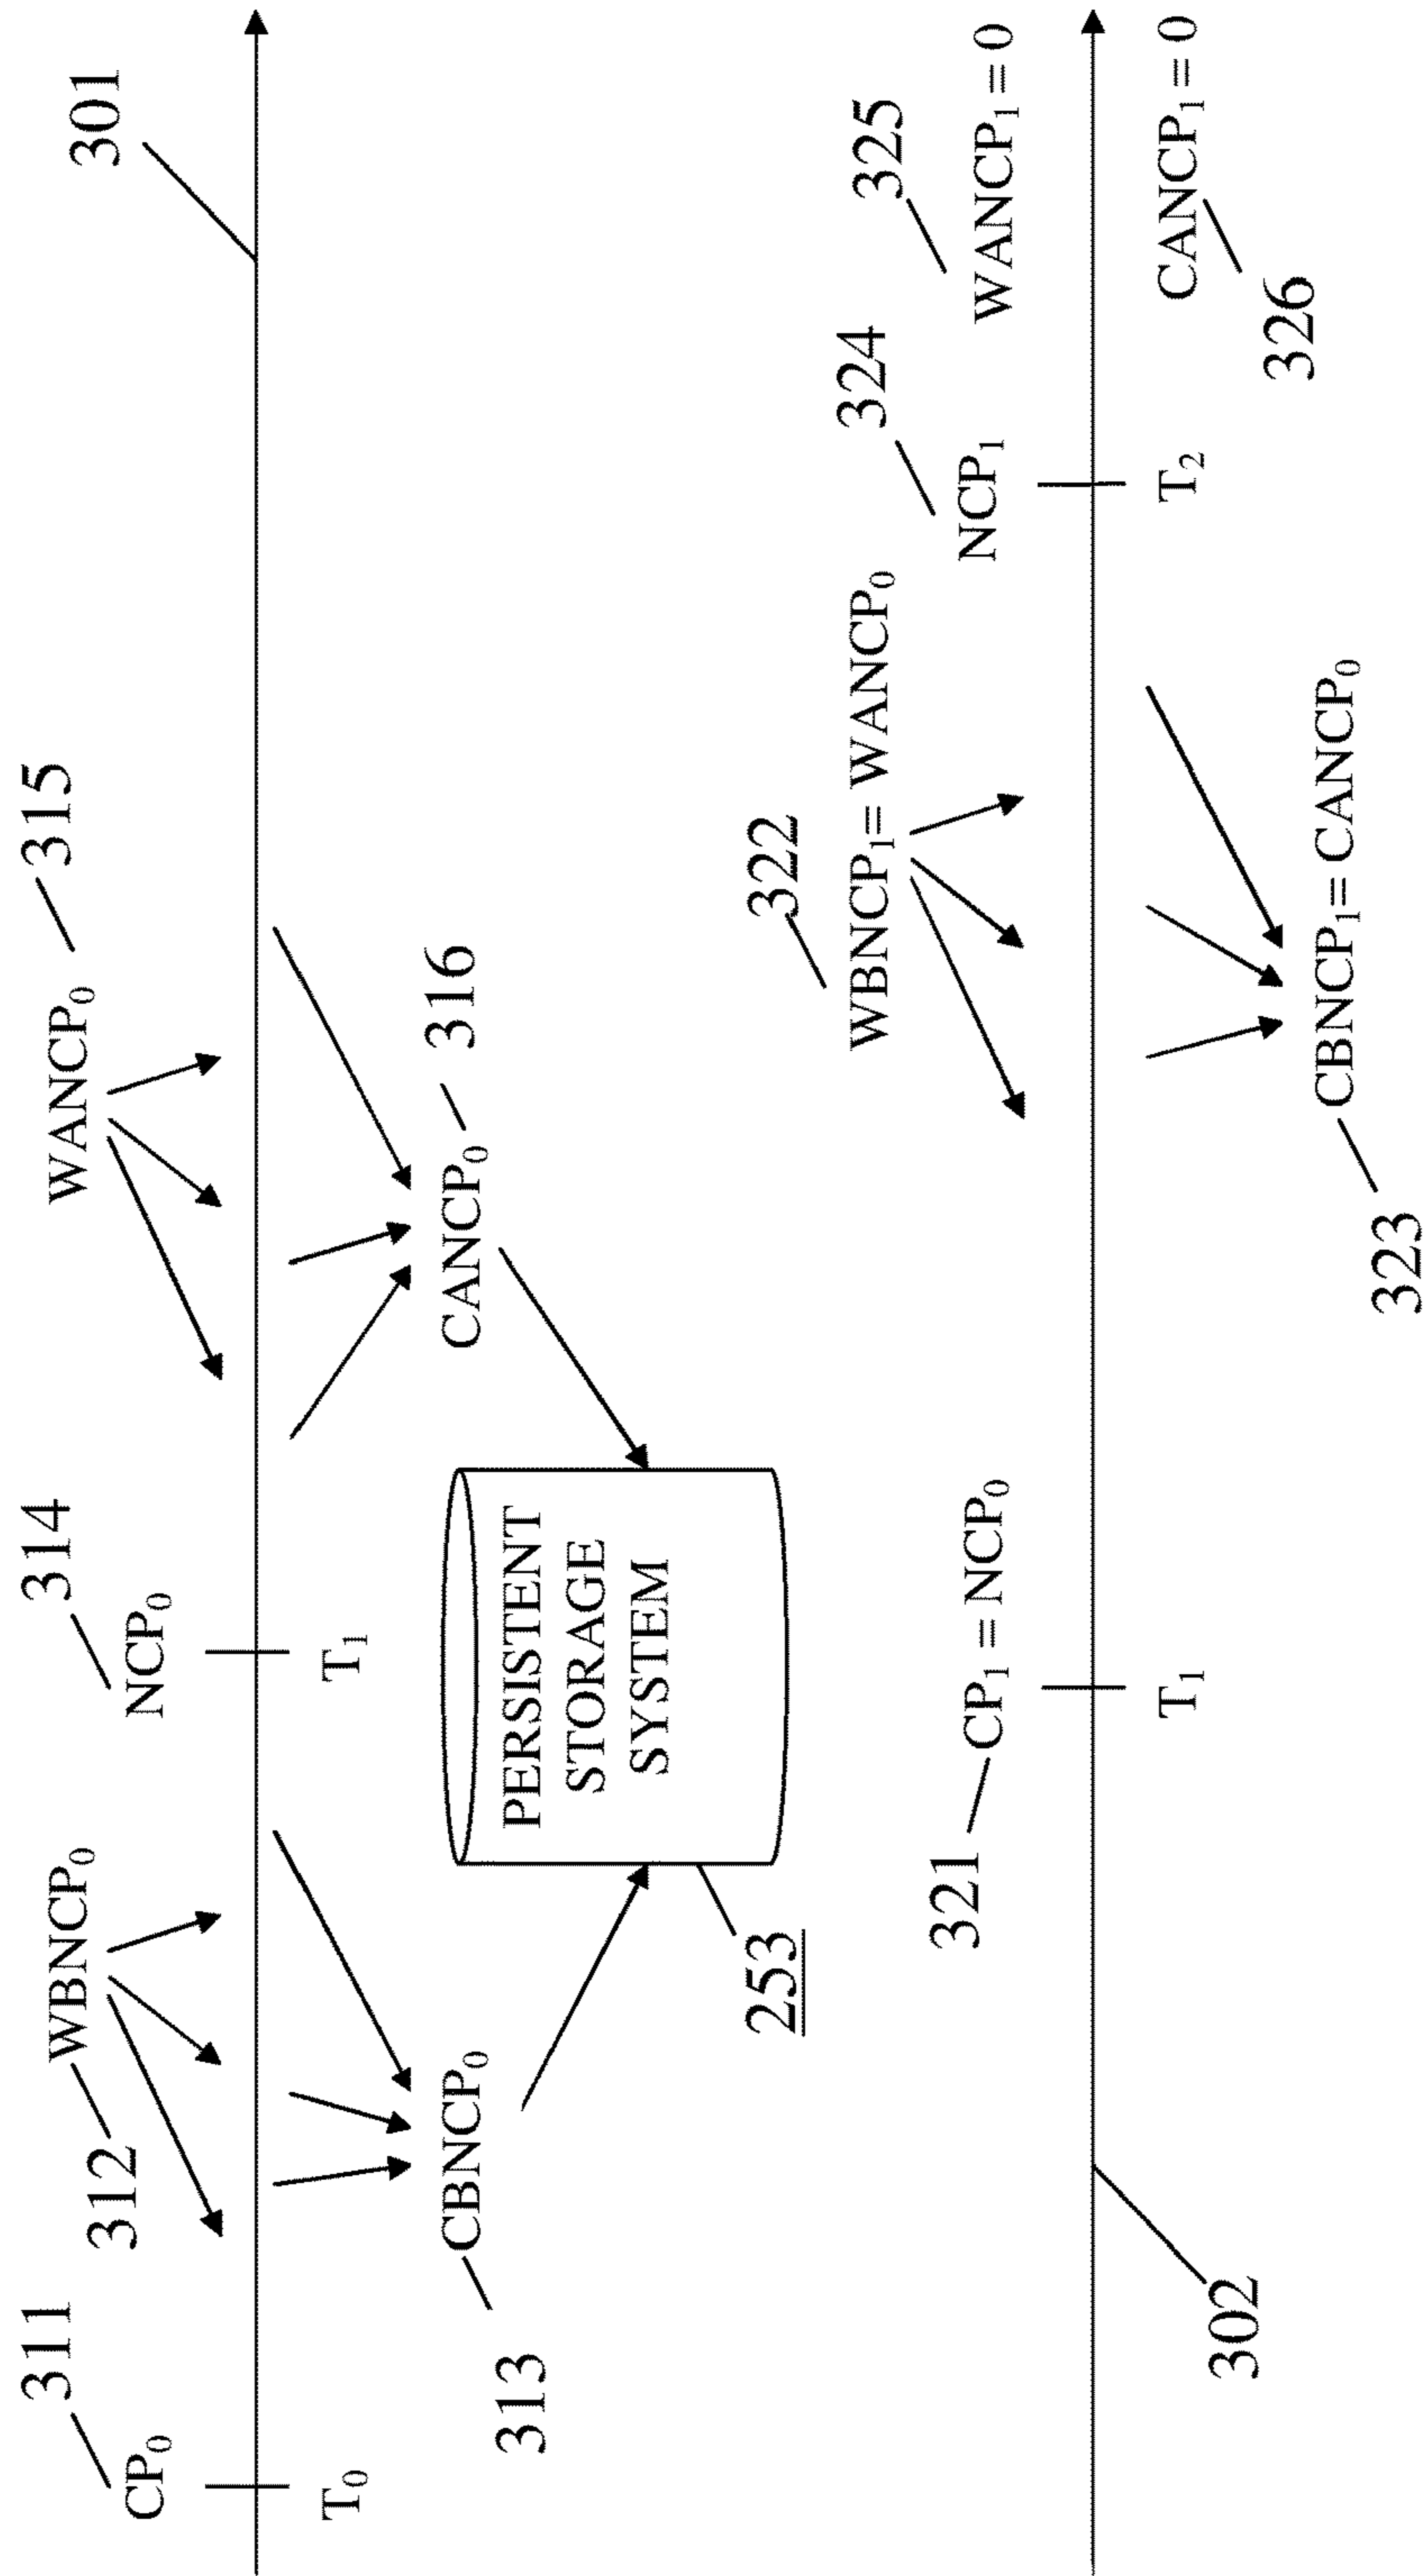 311
CP₀
T₀
312
WBNCP₀
313
CBNCP₀
314
NCP₀
T₁
315
WANCP₀
316
CANCP₀
301
PERSISTENT
STORAGE
SYSTEM
253
302
321
CP₁ = NCP₀
T₁
322
WBNCP₁= WANCP₀
323
CBNCP₁= CANCP₀
324
NCP₁
T₂
325
WANCP₁= 0
CANCP₁= 0
326